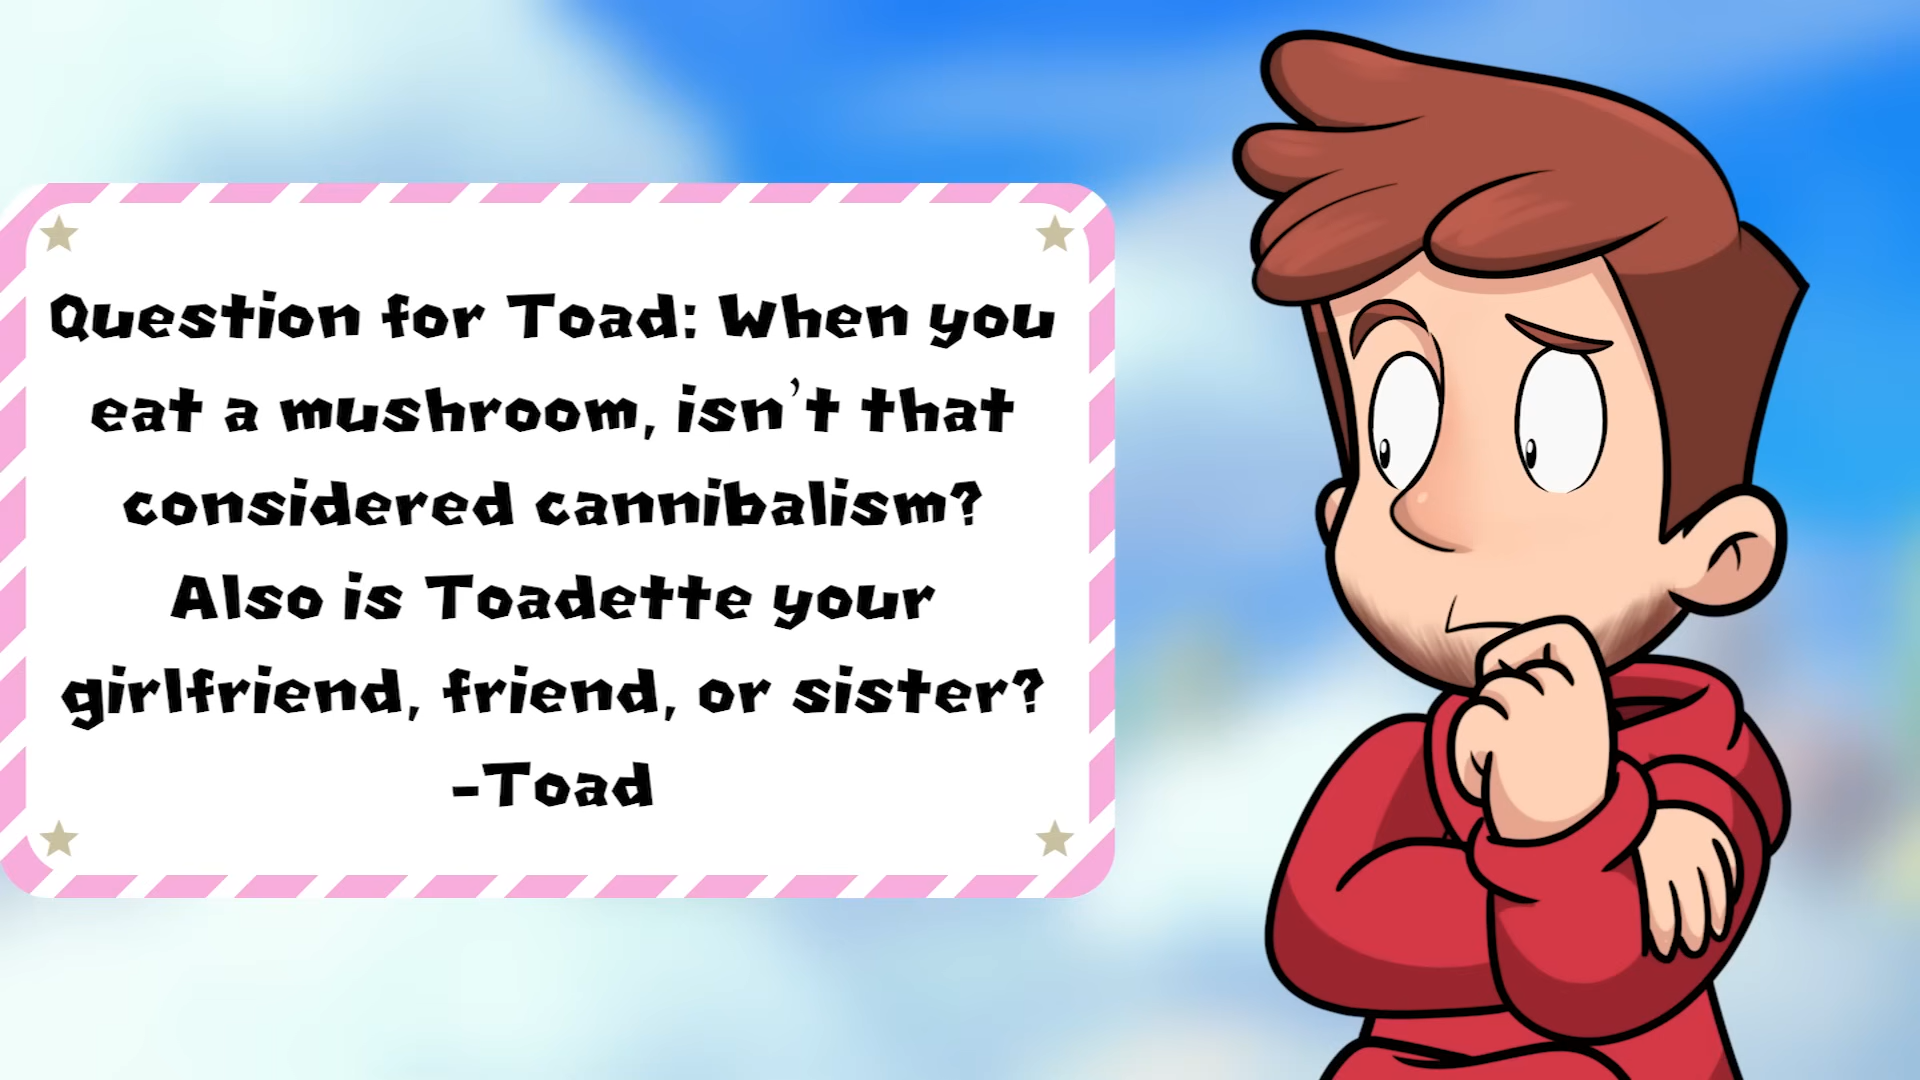 Question for Toad: When you
eat a mushroom, isn't that
considered cannibalism?
Also is Toadette your
girlfriend, friend, or sister?
-Toad